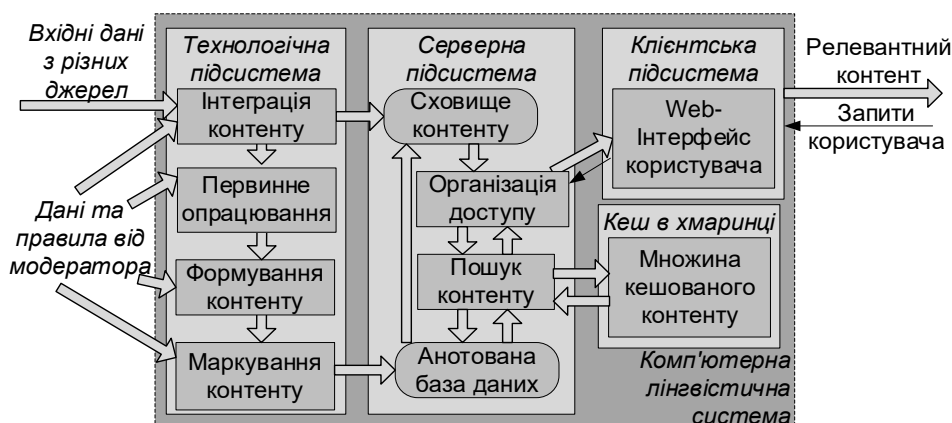 Вхідні дані
з різних
джерел
Дані та
правила від
модератора
Технологічна
підсистема
Інтеграція
контенту
Первинне
опрацювання
Формування
контенту
Маркування
контенту
Серверна
підсистема
Сховище
контенту
Організація
доступу
Пошук
контенту
Анотована
база даних
Клієнтська
підсистема
Web-
Інтерфейс
користувача
Кеш в хмаринці
Множина
кешованого
контенту
Комп'ютерна
лінгвістична
система
Релевантний
контент
Запити
користувача